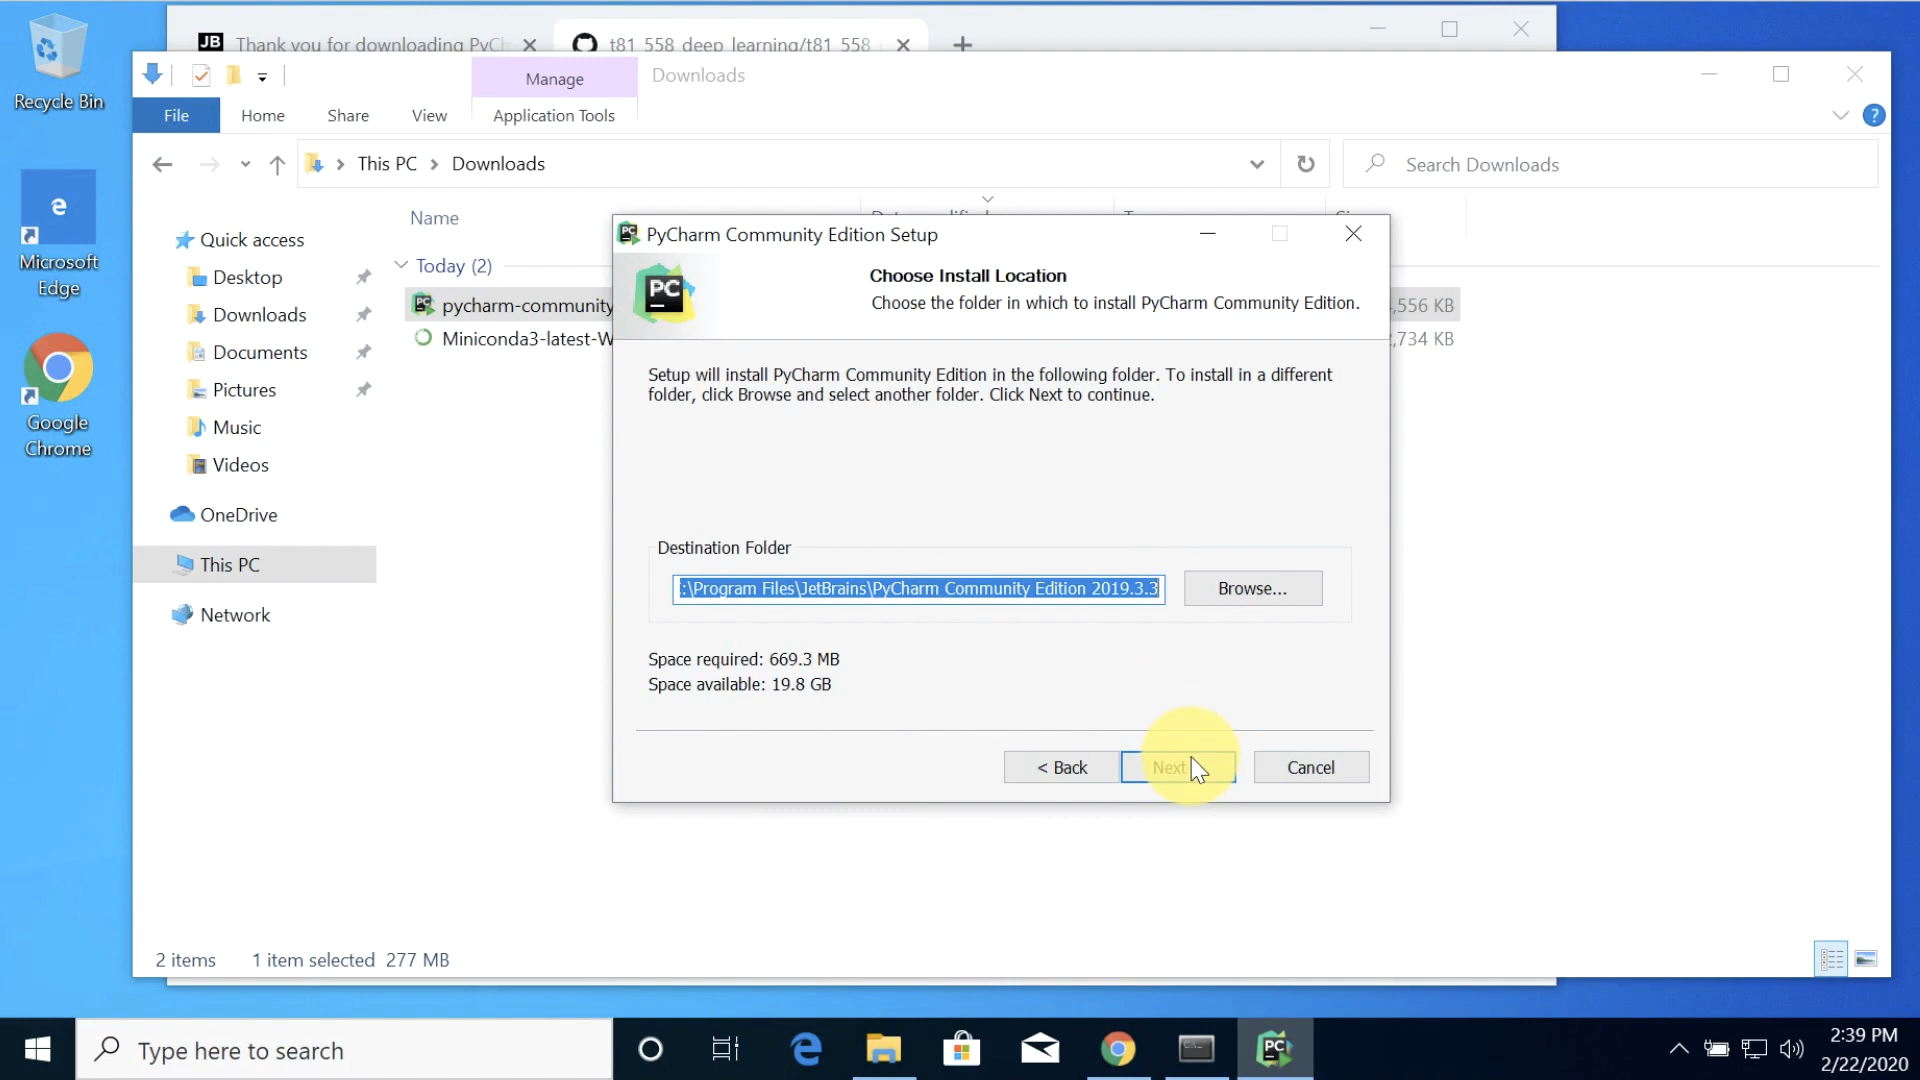 Recycle Bin
Microsoft
Edge
Google
Chrome
JB
Thank you for downloading PyCh
t81_558_deep_learning/t81_558
Manage
Downloads
File
Home
Share
View
Application Tools
This PC
Downloads
Search Downloads
Quick access
Desktop
Downloads
Documents
Pictures
Music
Videos
OneDrive
This PC
Network
Name
Today (2)
pycharm-community
,556 KB
Miniconda3-latest-W
,734 KB
PyCharm Community Edition Setup
PC
Choose Install Location
Choose the folder in which to install PyCharm Community Edition.
Setup will install PyCharm Community Edition in the following folder. To install in a different
folder, click Browse and select another folder. Click Next to continue.
Destination Folder
:\Program Files\JetBrains\PyCharm Community Edition 2019.3.3
Browse...
Space required: 669.3 MB
Space available: 19.8 GB
< Back
Next
Cancel
2 items
1 item selected 277 MB
Type here to search
PC
2:39 PM
2/22/2020